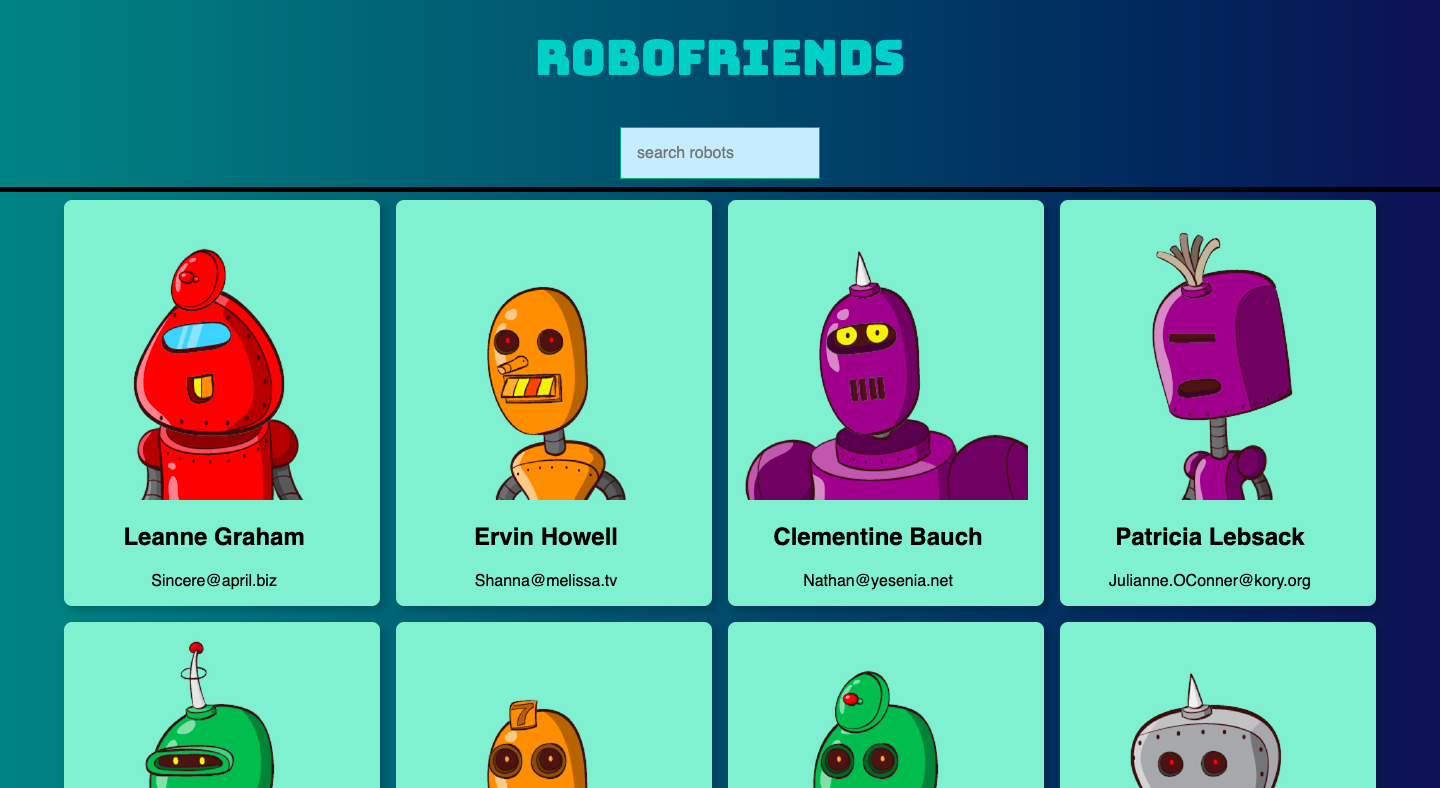 ROBOFRIENDS
search robots
Leanne Graham
Sincere@april.biz
Ervin Howell
Shanna@melissa.tv
Clementine Bauch
Nathan@yesenia.net
Patricia Lebsack
Julianne.OConner@kory.org
7